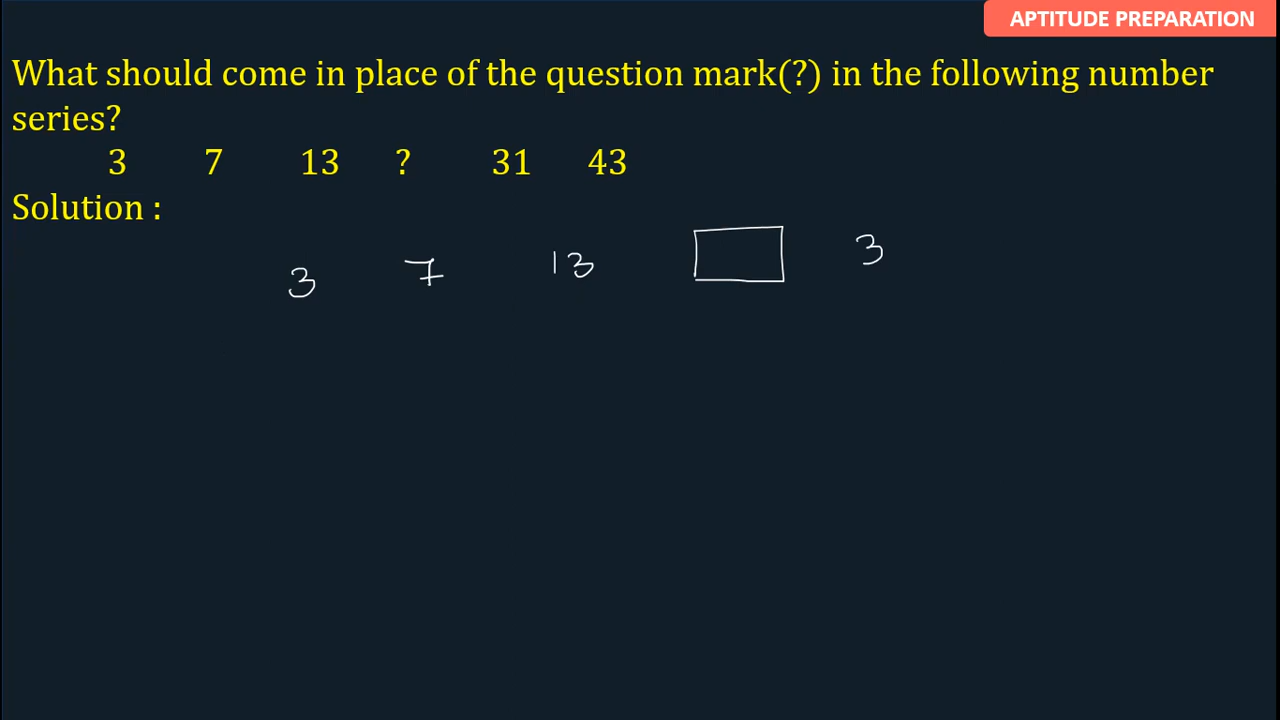 APTITUDE PREPARATION
What should come in place of the question mark(?) in the following number
series?
3 7 13 ? 31 43
Solution :
3 7 13 3